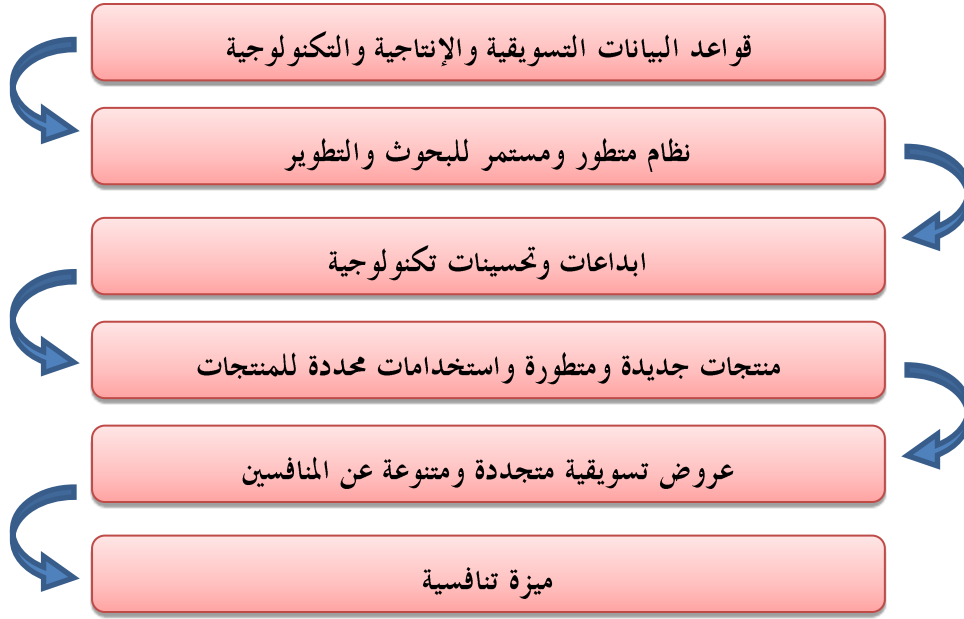 قواعد البيانات التسويقية والإنتاجية والتكنولوجية
نظام متطور ومستمر للبحوث والتطوير
ابداعات وتحسينات تكنولوجية
منتجات جديدة ومتطورة واستخدامات محددة للمنتجات
عروض تسويقية متجددة ومتنوعة عن المنافسين
ميزة تنافسية